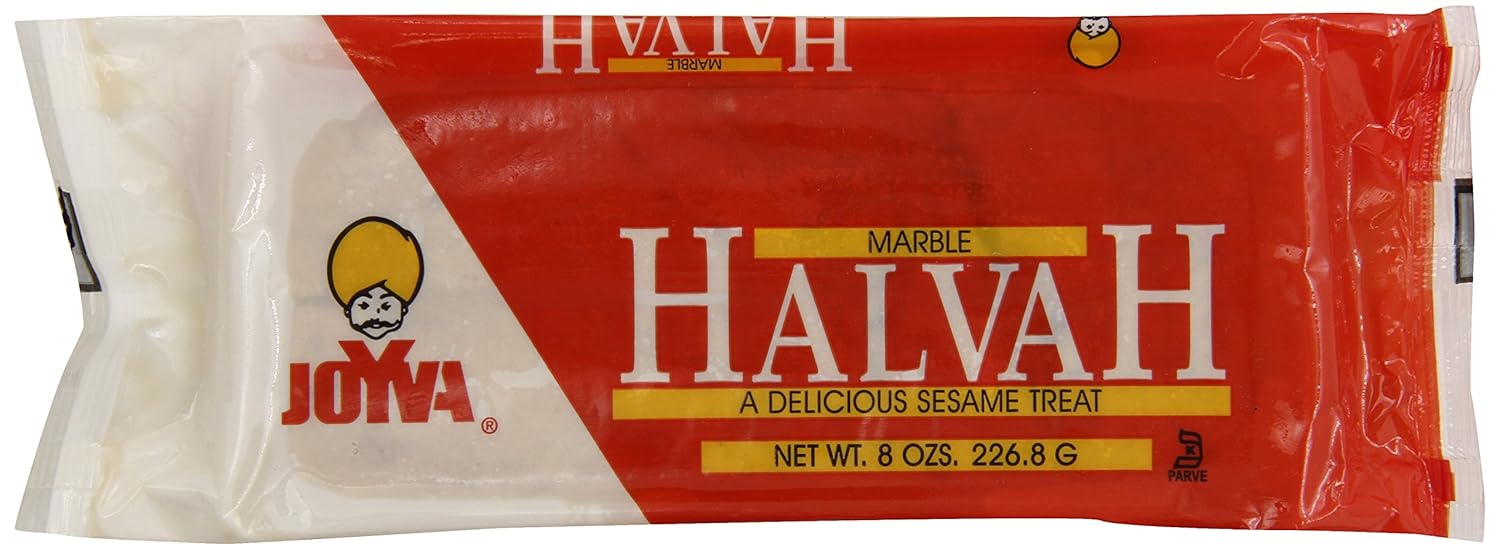 HALVAH
MARBLE
MARBLE
HALVAH
A DELICIOUS SESAME TREAT
NET WT. 8 OZS. 226.8 G
JOYVA ®
K
PARVE